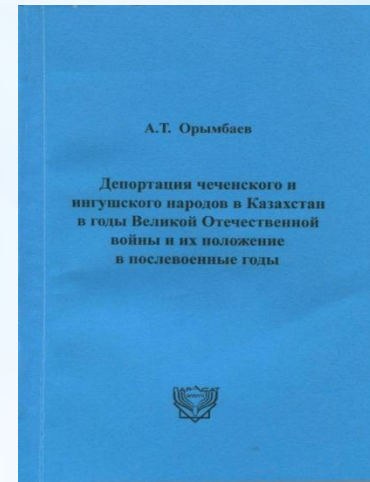 А.Т. Орымбаев
Депортация чеченского и
ингушского народов в Казахстан
в годы Великой Отечественной
войны и их положение
в послевоенные годы